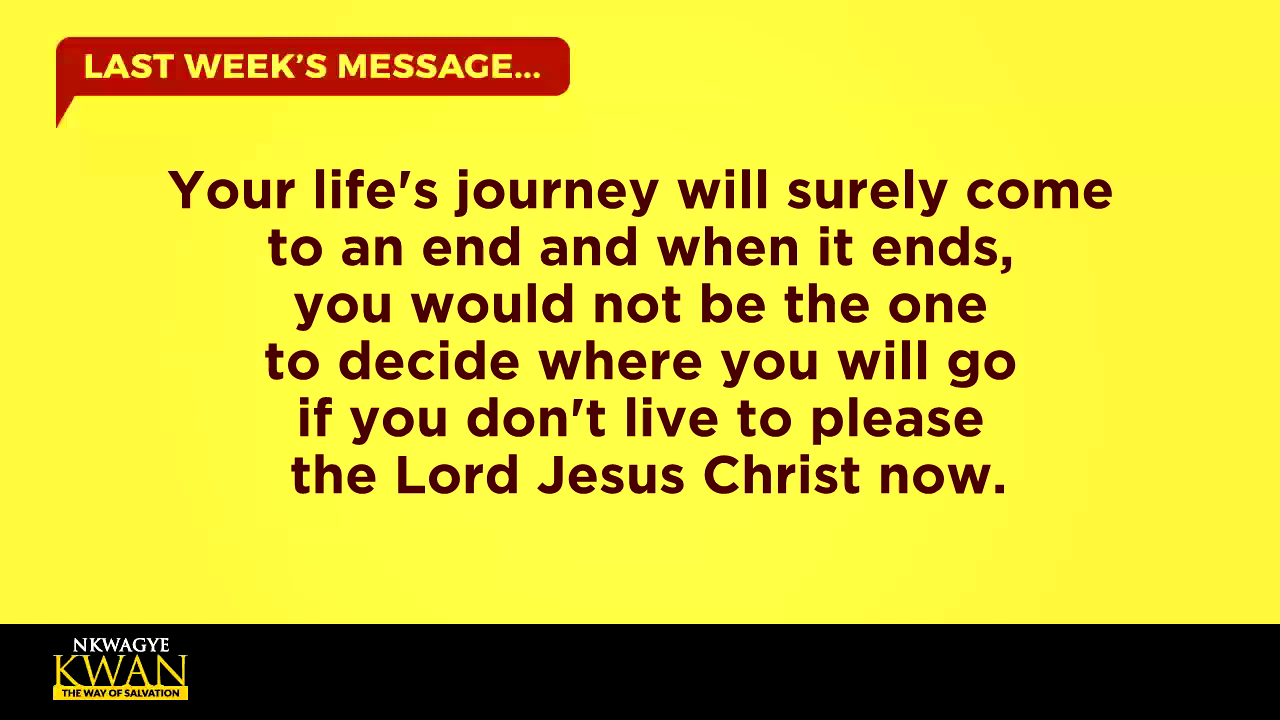 LAST WEEK’S MESSAGE...
Your life's journey will surely come
to an end and when it ends,
you would not be the one
to decide where you will go
if you don't live to please
the Lord Jesus Christ now.
NKWAGYE
KWAN
THE WAY OF SALVATION